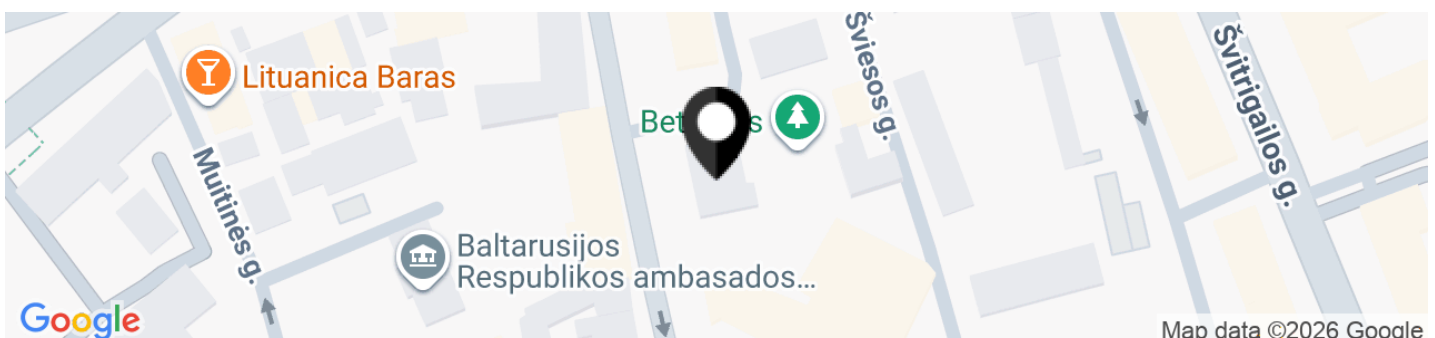 Lituanica Baras
Šviesos g.
Švitrigailos g.
Muitinės g.
Baltarusijos
Respublikos ambasados...
Google
Map data ©2026 Google